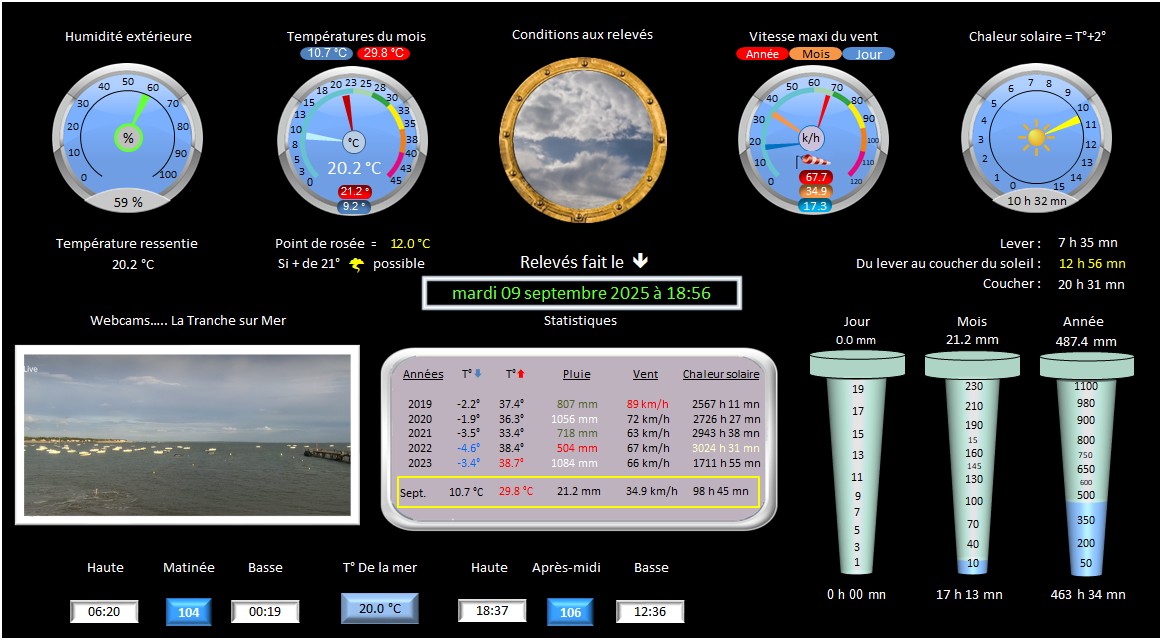 Humidité extérieure
0 10 20 30 40 50 60 70 80 90 100
%
59 %
Températures du mois
10.7 °C 29.8 °C
0 3 5 8 10 13 15 18 20 23 25 28 30 33 35 38 40 43 45
°C
20.2 °C
21.2 °
9.2 °
Conditions aux relevés
Vitesse maxi du vent
Année Mois Jour
0 10 20 30 40 50 60 70 80 90 100 110 120
k/h
67.7
34.9
17.3
Chaleur solaire = T°+2°
0 1 2 3 4 5 6 7 8 9 10 11 12 13 14 15
10 h 32 mn
Température ressentie
20.2 °C
Point de rosée = 12.0 °C
Si + de 21° possible
Relevés fait le
mardi 09 septembre 2025 à 18:56
Lever : 7 h 35 mn
Du lever au coucher du soleil : 12 h 56 mn
Coucher : 20 h 31 mn
Webcams..... La Tranche sur Mer
Live
Statistiques
Années T° T° Pluie Vent Chaleur solaire
2019 -2.2° 37.4° 807 mm 89 km/h 2567 h 11 mn
2020 -1.9° 36.3° 1056 mm 72 km/h 2726 h 27 mn
2021 -3.5° 33.4° 718 mm 63 km/h 2943 h 38 mn
2022 -4.6° 38.4° 504 mm 67 km/h 3024 h 31 mn
2023 -3.4° 38.7° 1084 mm 66 km/h 1711 h 55 mn
Sept. 10.7 °C 29.8 °C 21.2 mm 34.9 km/h 98 h 45 mn
Jour
0.0 mm
19
17
15
13
11
9
7
5
3
1
0 h 00 mn
Mois
21.2 mm
230
210
190
15
160
145
130
100
70
40
10
17 h 13 mn
Année
487.4 mm
1100
980
900
800
750
650
600
500
350
200
50
463 h 34 mn
Haute Matinée Basse
06:20 104 00:19
T° De la mer
20.0 °C
Haute Après-midi Basse
18:37 106 12:36